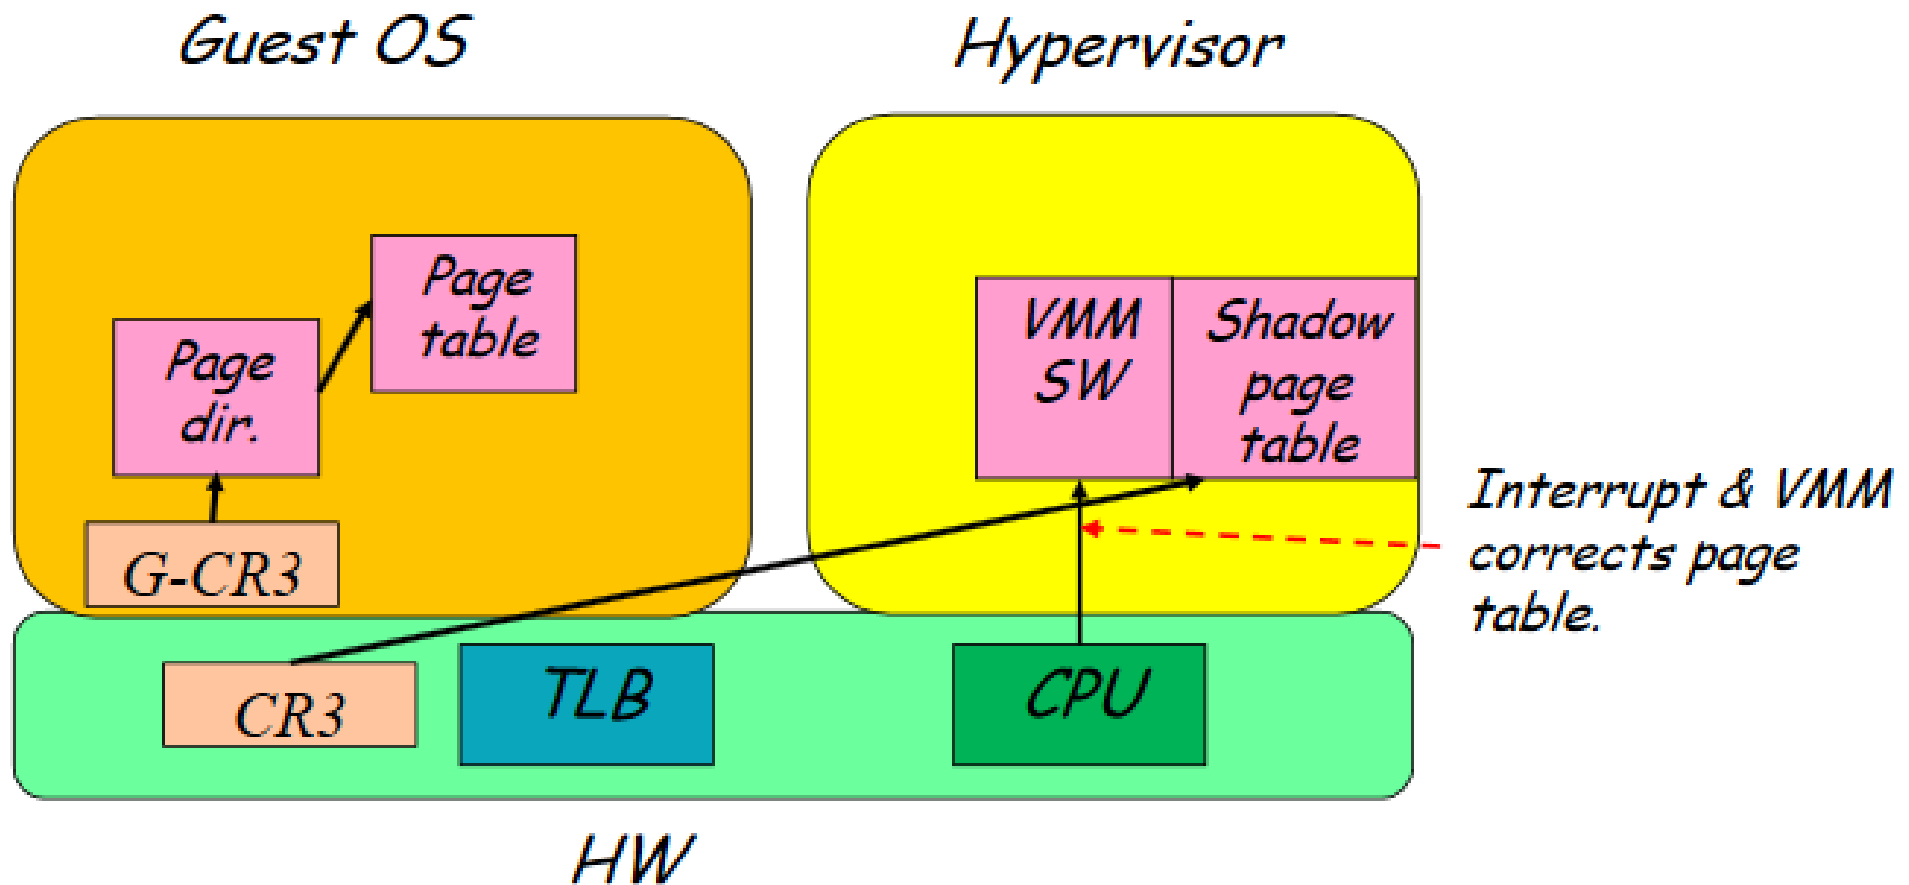 Guest OS
Hypervisor
Page
table
Page
dir.
G-CR3
VMM
SW
Shadow
page
table
Interrupt & VMM
corrects page
table.
CR3
TLB
CPU
HW